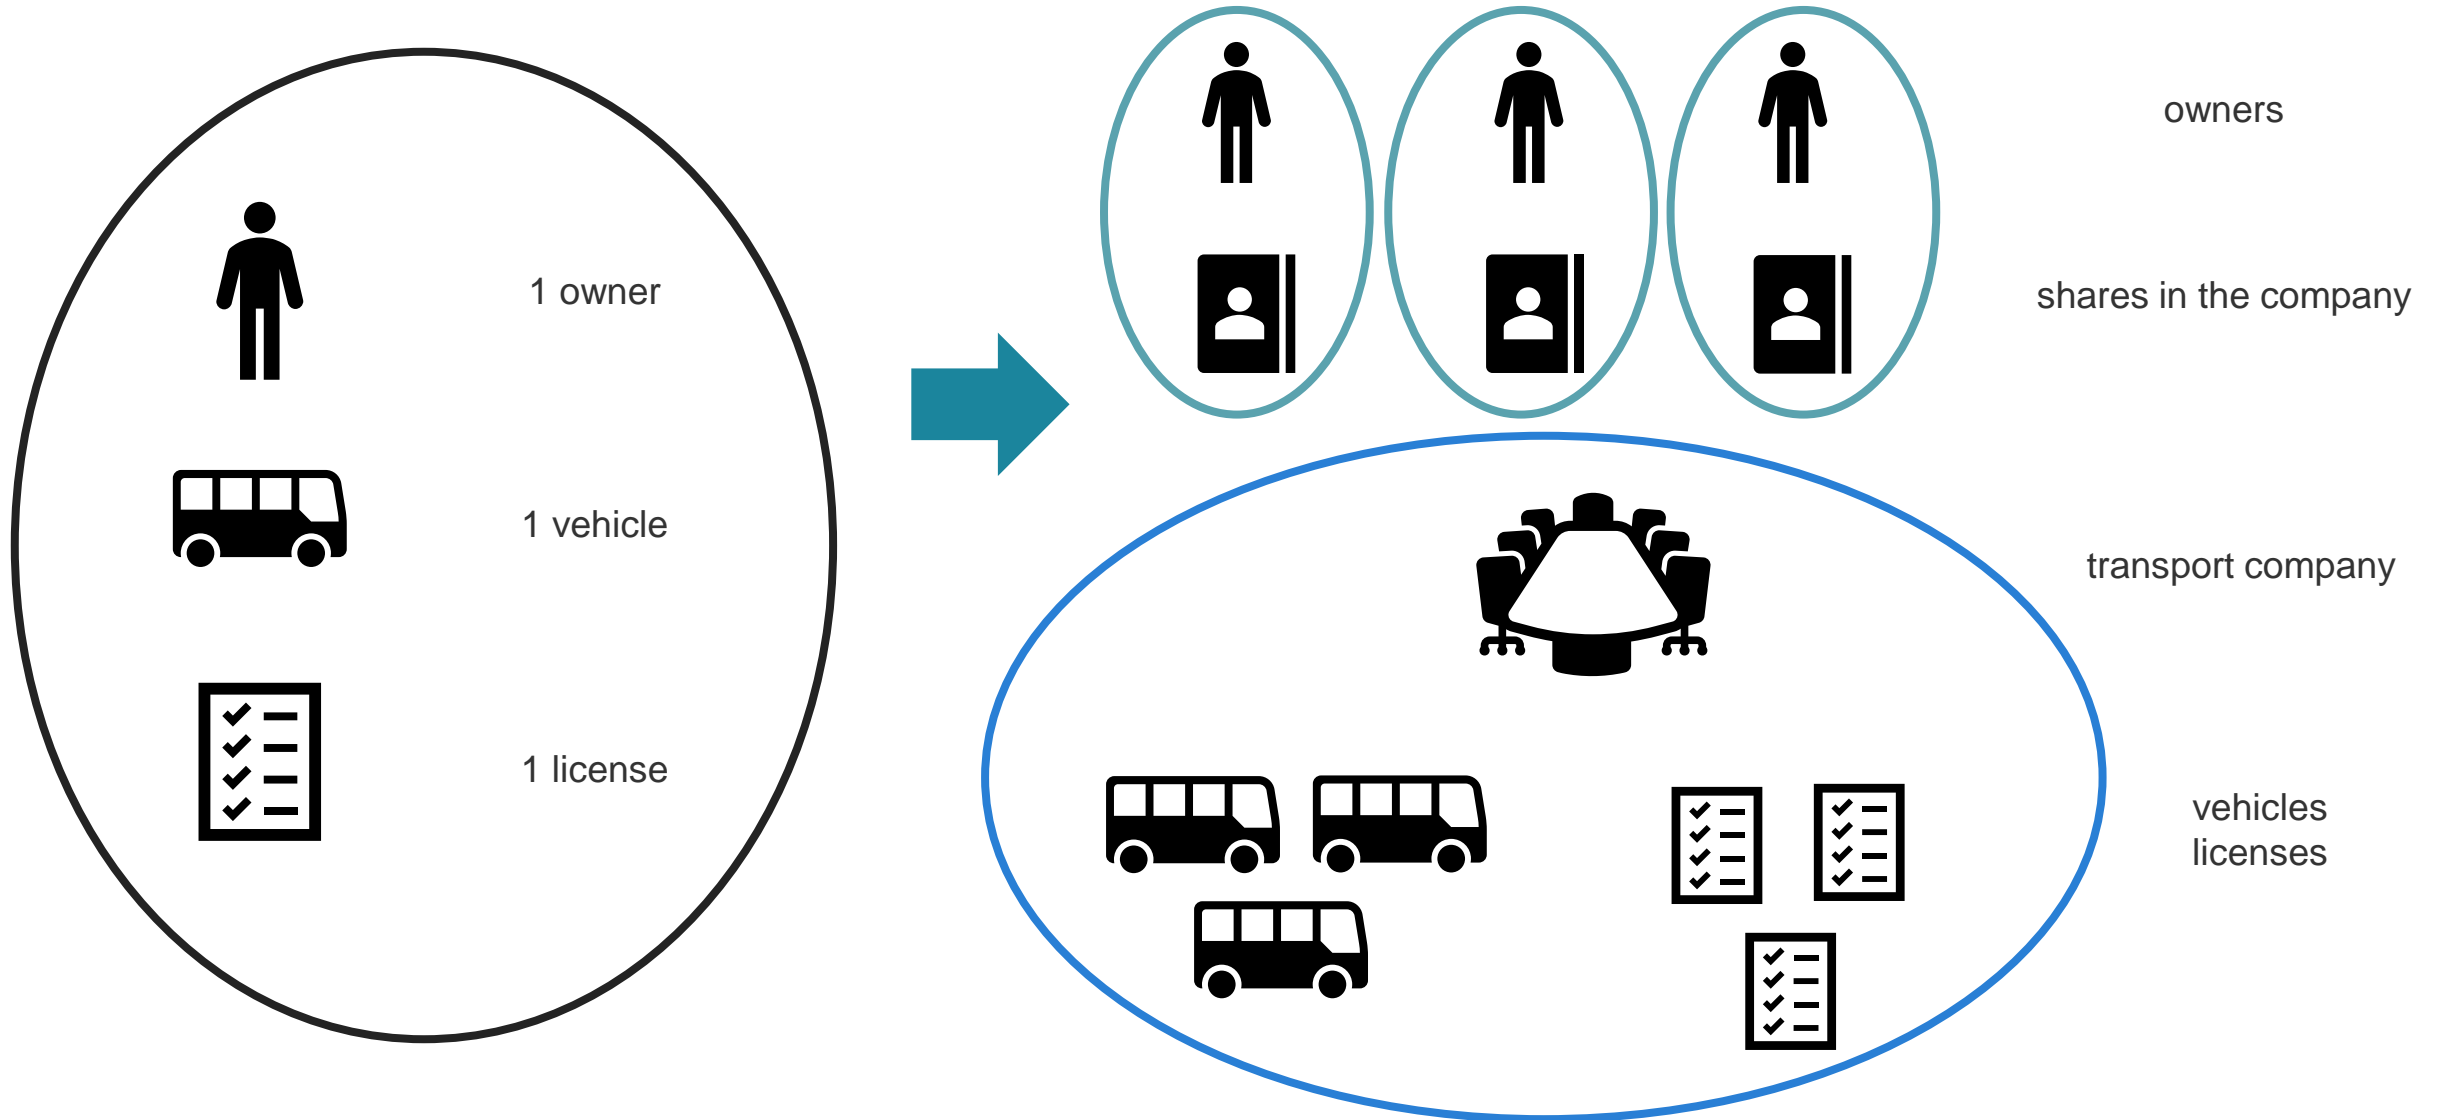 1 owner
1 vehicle
1 license
owners
shares in the company
transport company
vehicles
licenses